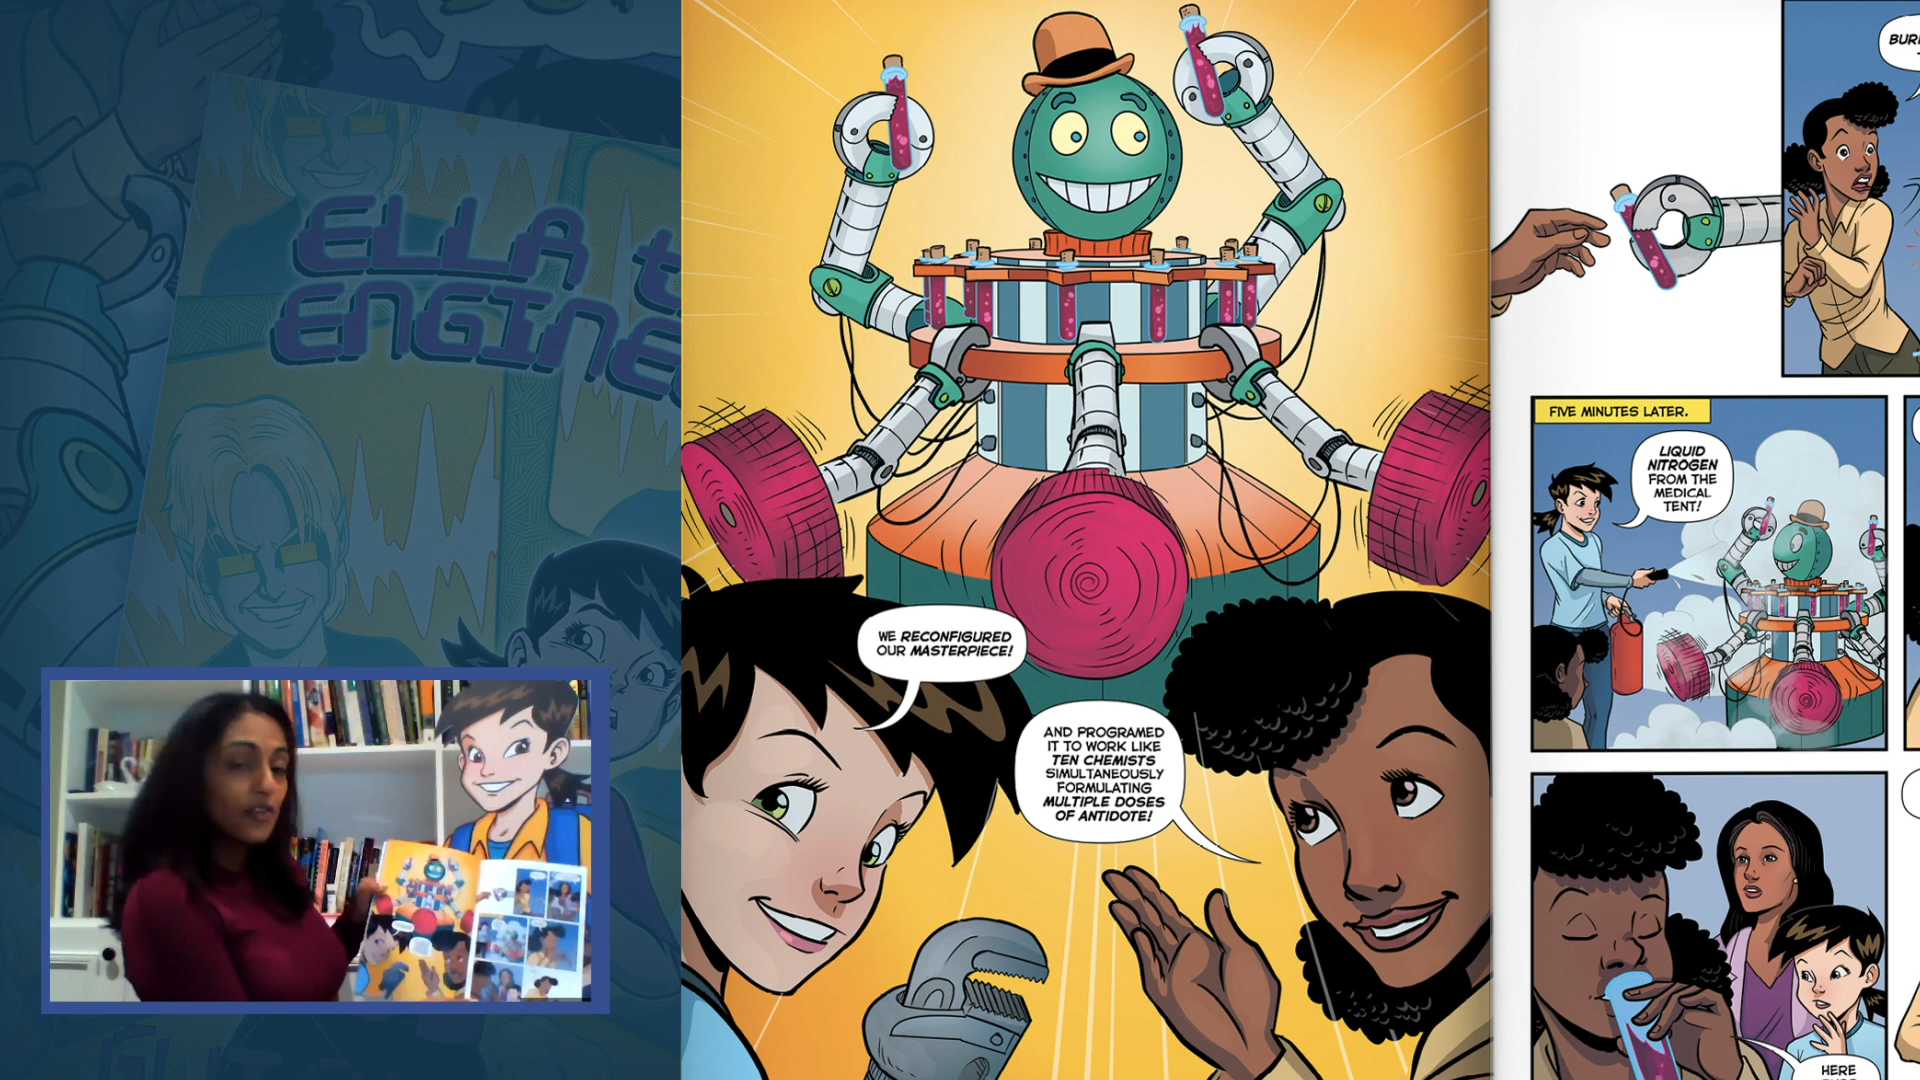 ELLA t
ENGINE
WE RECONFIGURED
OUR MASTERPIECE!
AND PROGRAMED
IT TO WORK LIKE
TEN CHEMISTS
SIMULTANEOUSLY
FORMULATING
MULTIPLE DOSES
OF ANTIDOTE!
FIVE MINUTES LATER.
LIQUID
NITROGEN
FROM THE
MEDICAL
TENT!
HERE